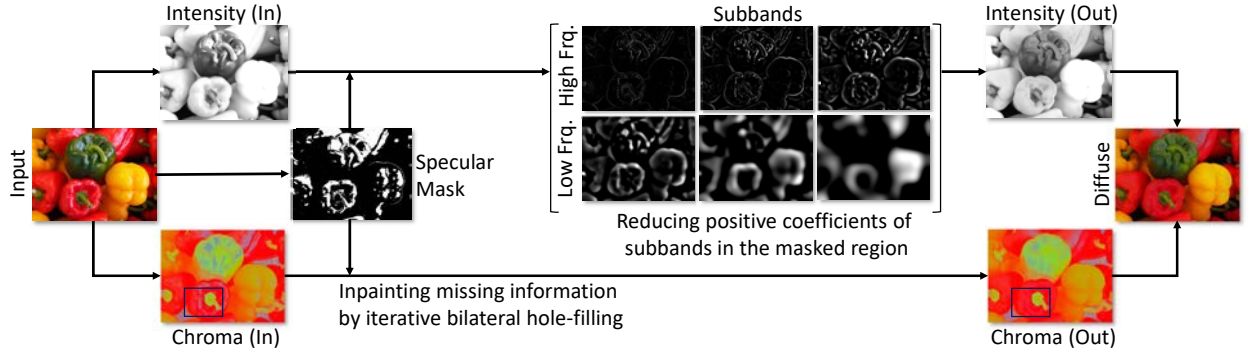 Intensity (In)
Subbands
Intensity (Out)
High Frq.
Low Frq.
Input
Specular
Mask
Diffuse
Reducing positive coefficients of
subbands in the masked region
Inpainting missing information
by iterative bilateral hole-filling
Chroma (In)
Chroma (Out)